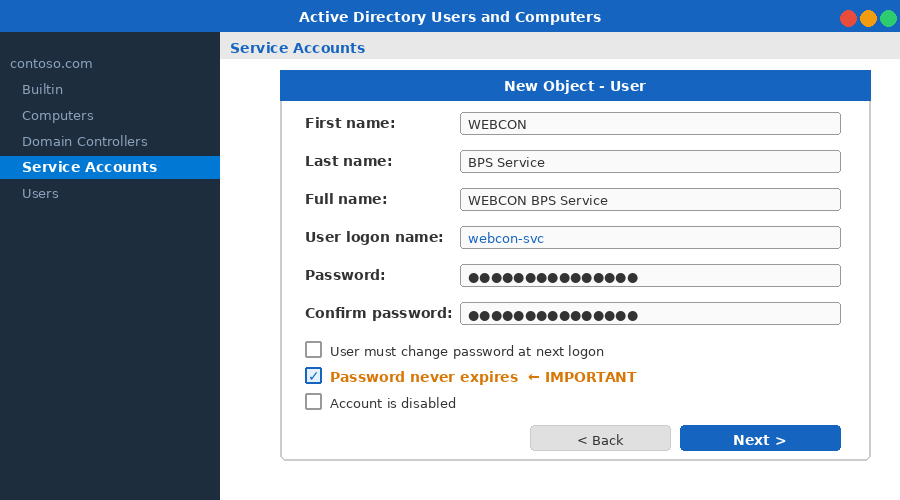 Active Directory Users and Computers
contoso.com
Builtin
Computers
Domain Controllers
Service Accounts
Users
Service Accounts
New Object - User
First name: WEBCON
Last name: BPS Service
Full name: WEBCON BPS Service
User logon name: webcon-svc
Password: ●●●●●●●●●●●●●●●
Confirm password: ●●●●●●●●●●●●●●●
User must change password at next logon
✓ Password never expires ← IMPORTANT
Account is disabled
< Back Next >